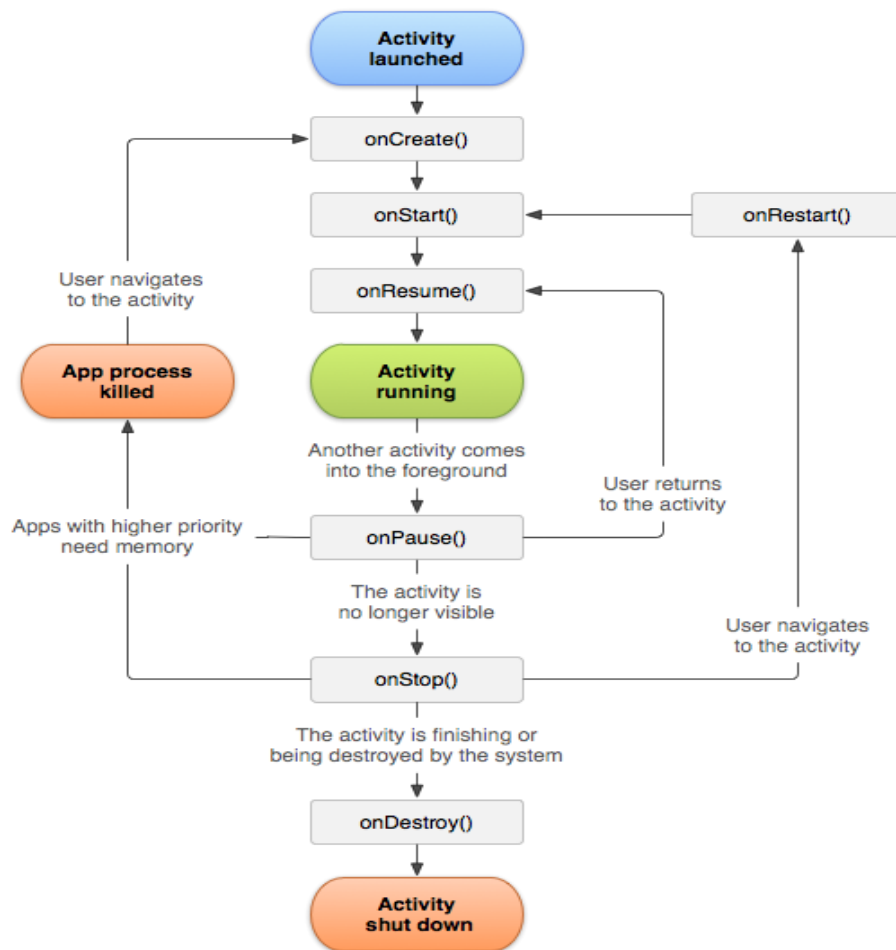 Activity
launched
onCreate()
onStart()
onRestart()
User navigates
to the activity
onResume()
App process
killed
Activity
running
Another activity comes
into the foreground
User returns
to the activity
Apps with higher priority
need memory
onPause()
The activity is
no longer visible
User navigates
to the activity
onStop()
The activity is finishing or
being destroyed by the system
onDestroy()
Activity
shut down